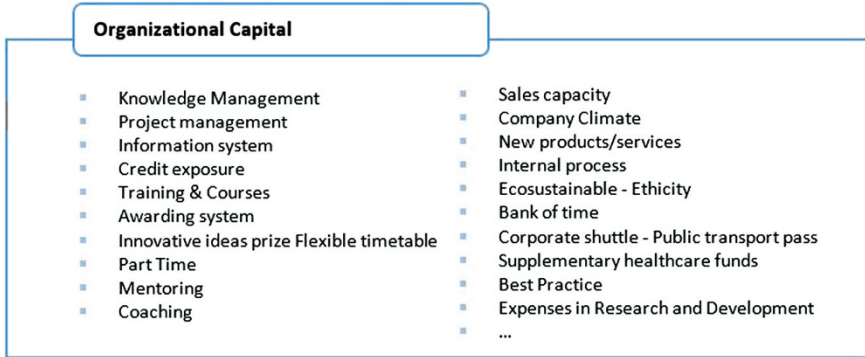 Organizational Capital
Knowledge Management
Project management
Information system
Credit exposure
Training & Courses
Awarding system
Innovative ideas prize Flexible timetable
Part Time
Mentoring
Coaching
Sales capacity
Company Climate
New products/services
Internal process
Ecosustainable - Ethicity
Bank of time
Corporate shuttle - Public transport pass
Supplementary healthcare funds
Best Practice
Expenses in Research and Development
...